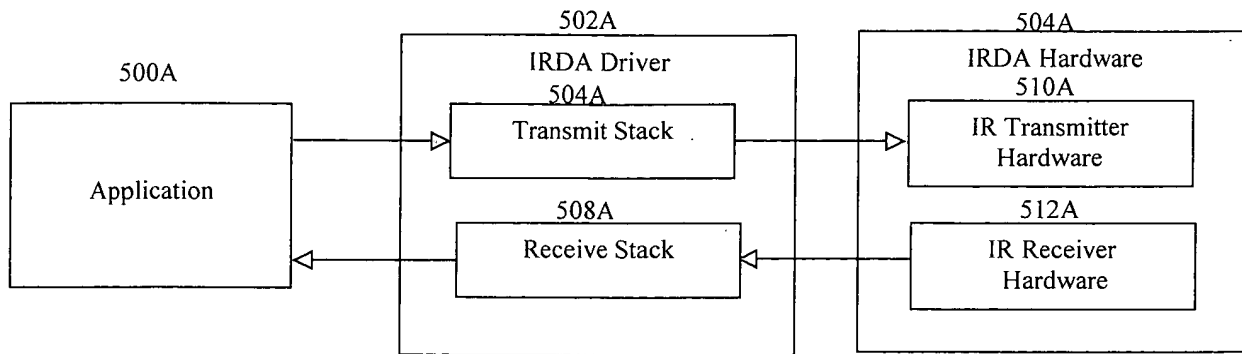 500A
Application
502A
IRDA Driver
504A
Transmit Stack
508A
Receive Stack
504A
IRDA Hardware
510A
IR Transmitter
Hardware
512A
IR Receiver
Hardware